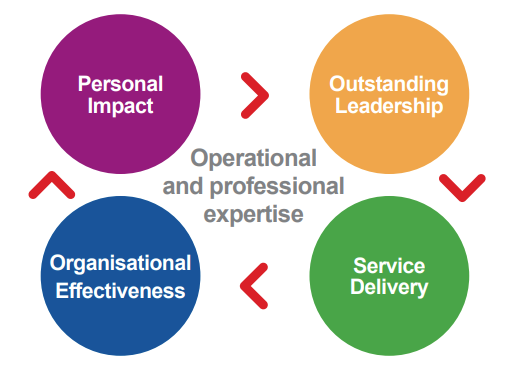 Personal
Impact
Outstanding
Leadership
Operational
and professional
expertise
Organisational
Effectiveness
Service
Delivery